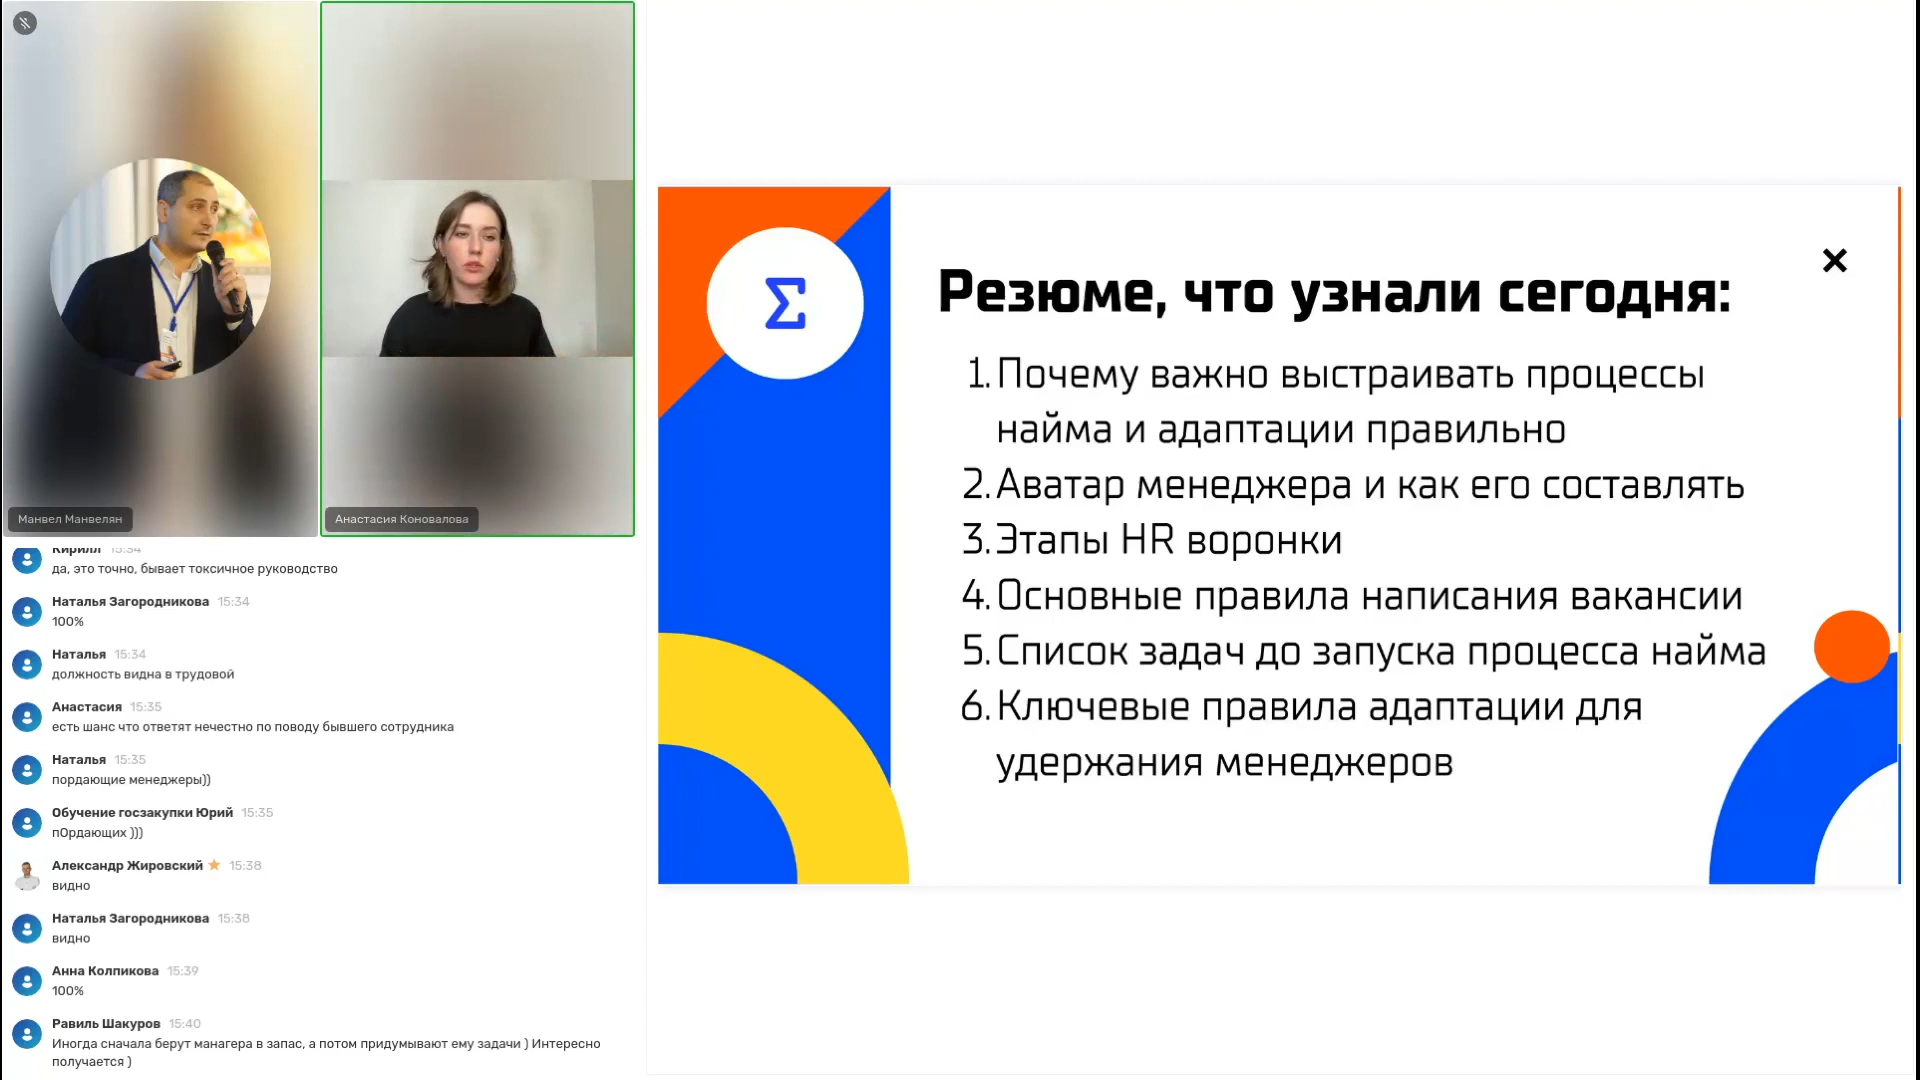 Манвел Манвелян
Анастасия Коновалова
Кирилл 15:34
да, это точно, бывает токсичное руководство
Наталья Загородникова 15:34
100%
Наталья 15:34
должность видна в трудовой
Анастасия 15:35
есть шанс что ответят нечестно по поводу бывшего сотрудника
Наталья 15:35
пордающие менеджеры))
Обучение госзакупки Юрий 15:35
пОрдающих )))
Александр Жировский 15:38
видно
Наталья Загородникова 15:38
видно
Анна Колпикова 15:39
100%
Равиль Шакуров 15:40
Иногда сначала берут манагера в запас, а потом придумывают ему задачи ) Интересно
получается )
Σ
Резюме, что узнали сегодня:
1. Почему важно выстраивать процессы
найма и адаптации правильно
2. Аватар менеджера и как его составлять
3. Этапы HR воронки
4. Основные правила написания вакансии
5. Список задач до запуска процесса найма
6. Ключевые правила адаптации для
удержания менеджеров